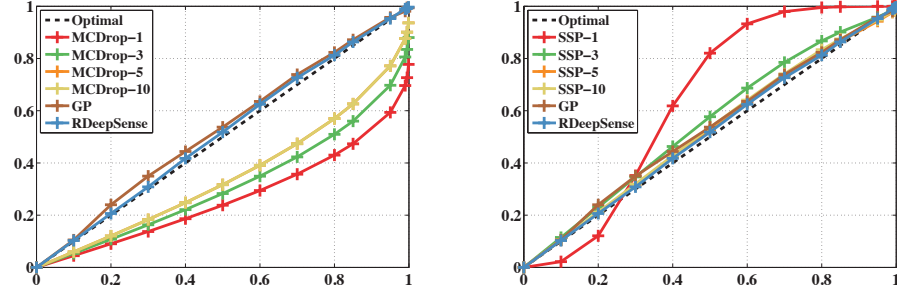 1
0.8
0.6
0.4
0.2
0
0 0.2 0.4 0.6 0.8 1
Optimal
MCDrop-1
MCDrop-3
MCDrop-5
MCDrop-10
GP
RDeepSense
1
0.8
0.6
0.4
0.2
0
0 0.2 0.4 0.6 0.8 1
Optimal
SSP-1
SSP-3
SSP-5
SSP-10
GP
RDeepSense